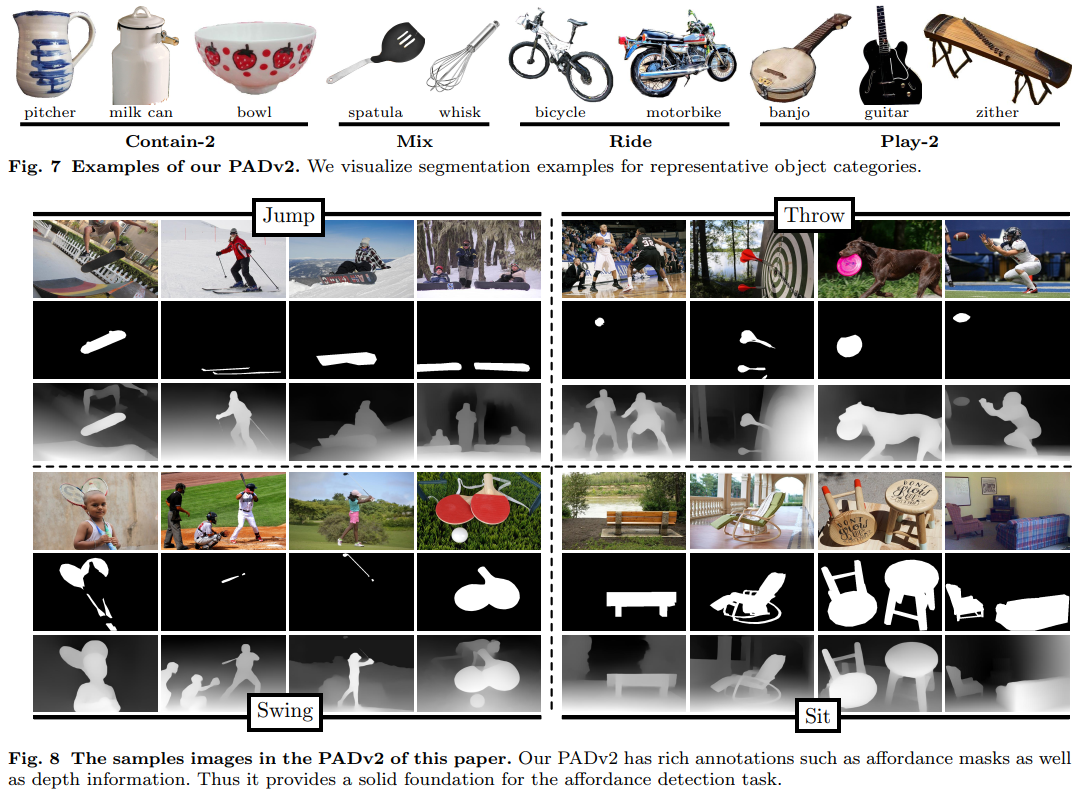 pitcher milk can bowl spatula whisk bicycle motorbike banjo guitar zither
Contain-2 Mix Ride Play-2
Fig. 7 Examples of our PADv2. We visualize segmentation examples for representative object categories.
Jump Throw
Swing Sit
Fig. 8 The samples images in the PADv2 of this paper. Our PADv2 has rich annotations such as affordance masks as well
as depth information. Thus it provides a solid foundation for the affordance detection task.